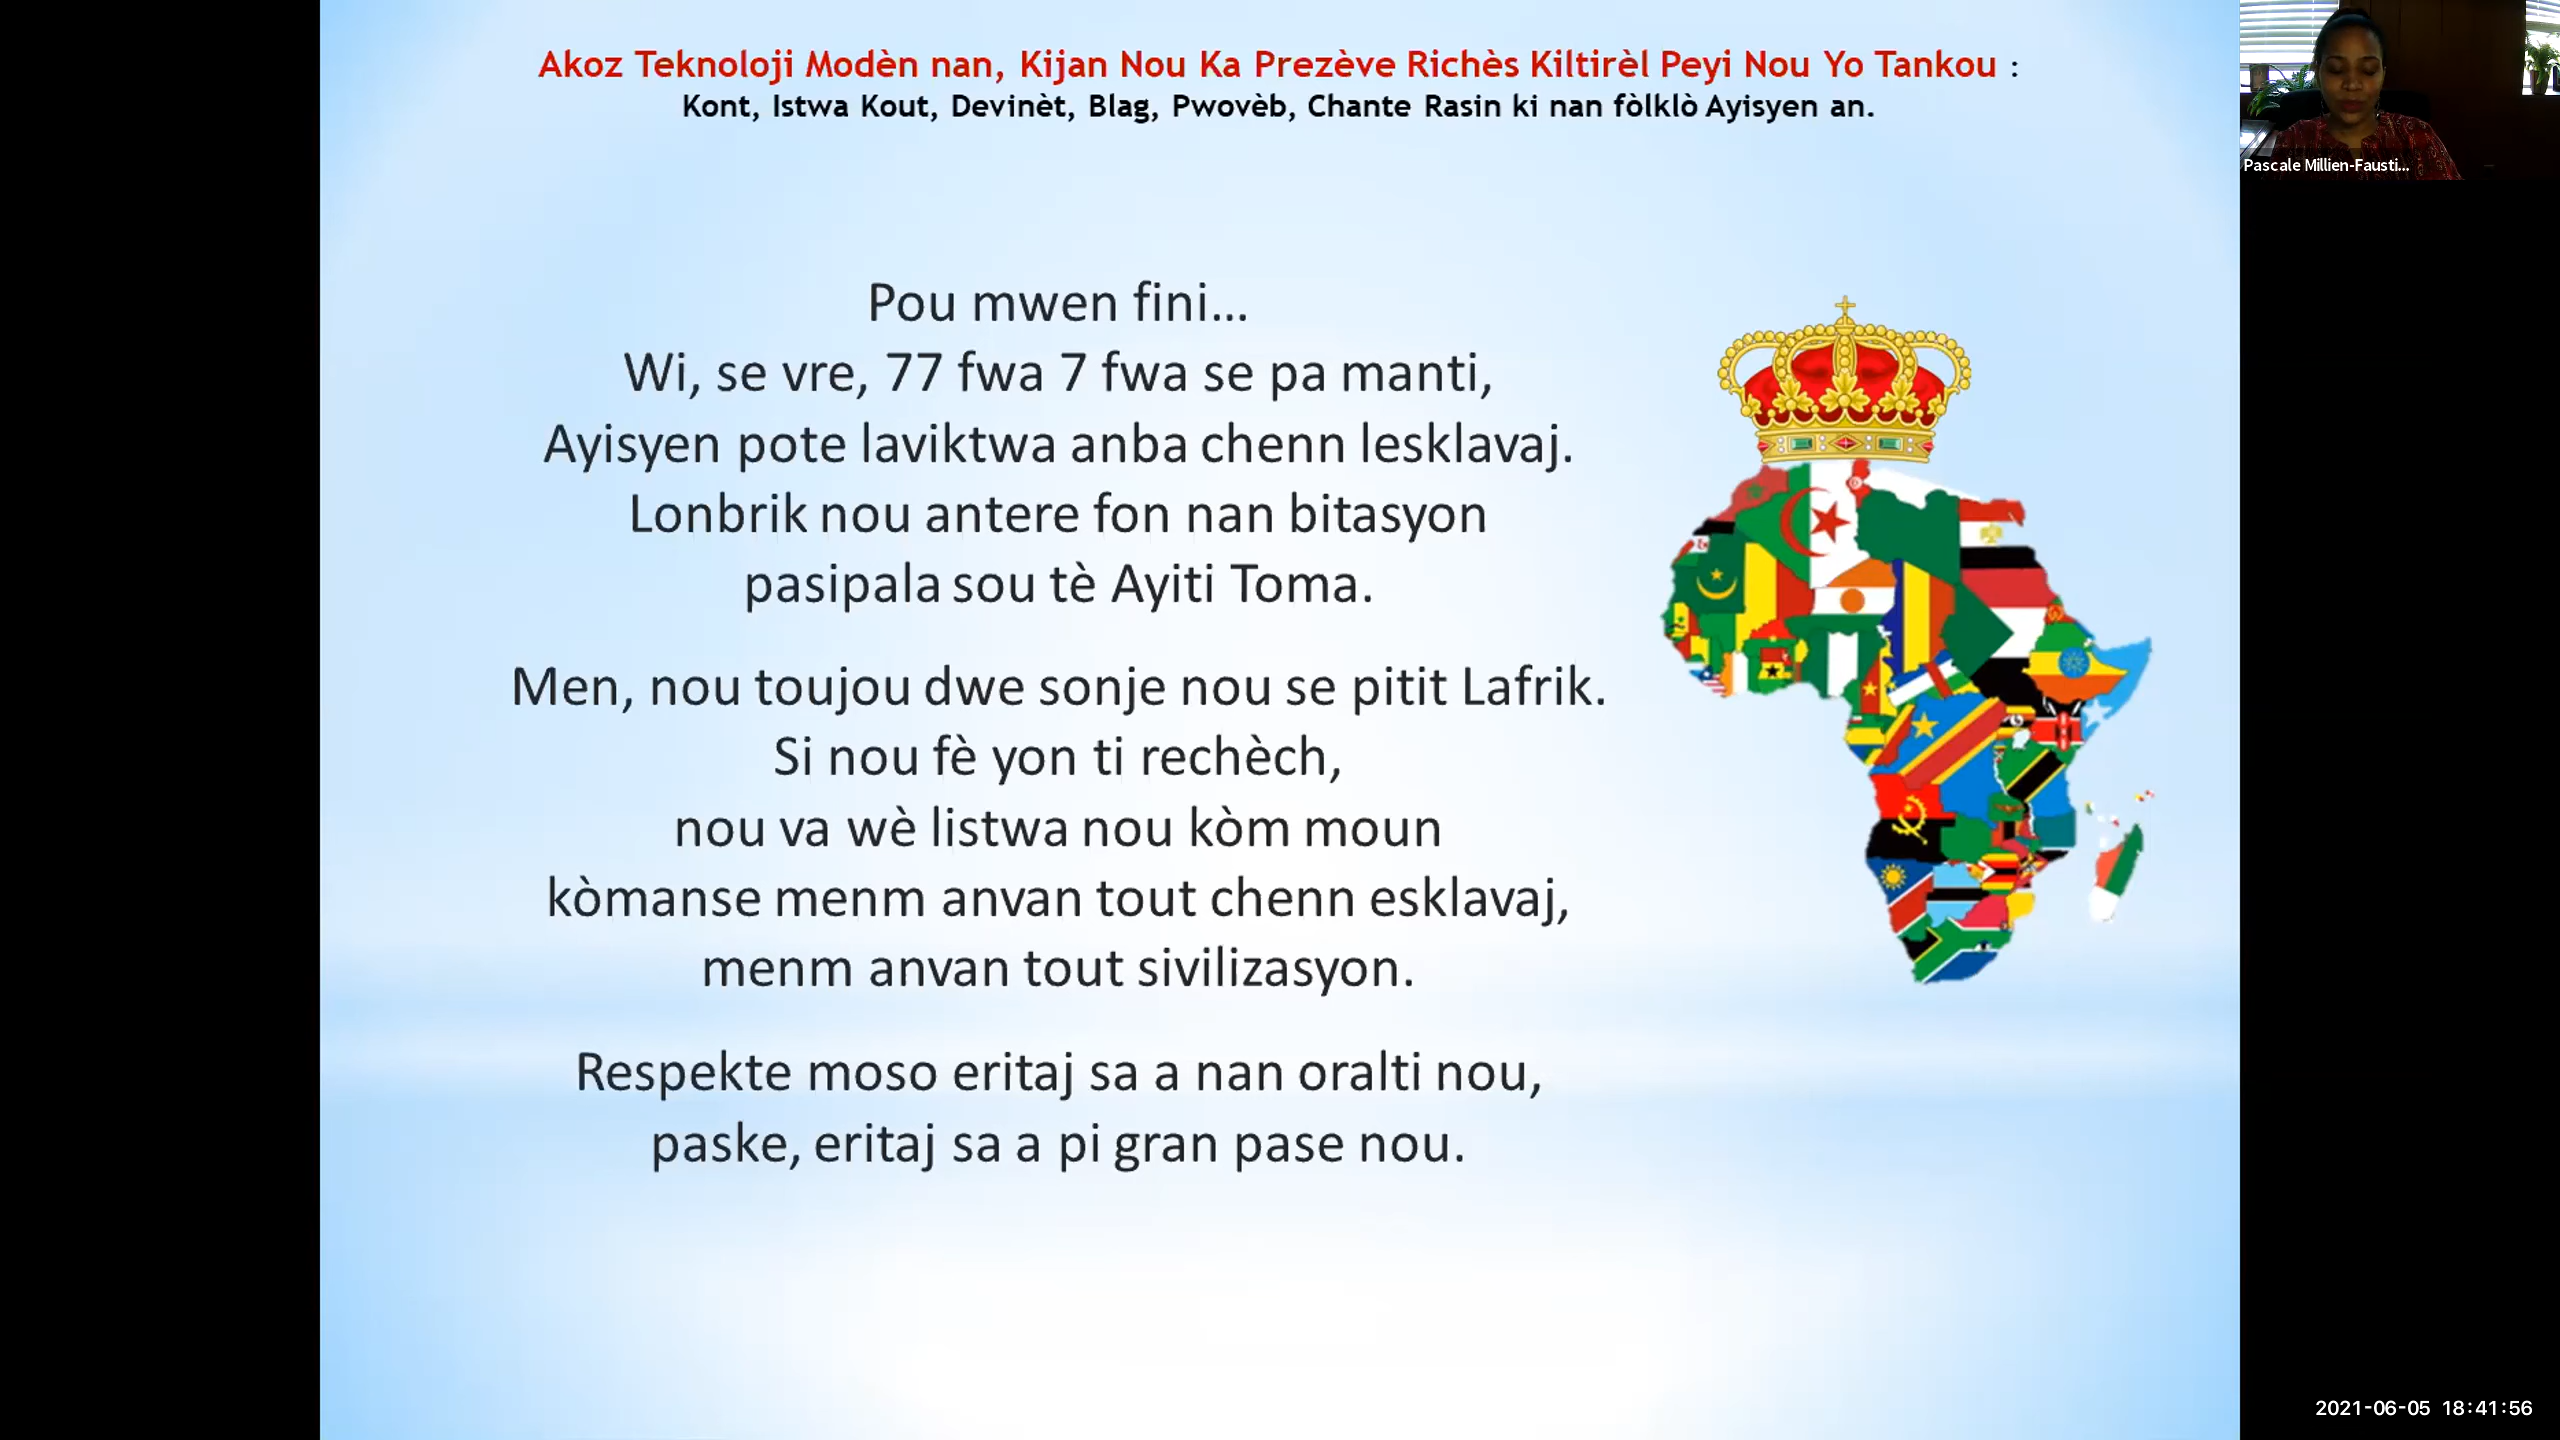 Akoz Teknoloji Modèn nan, Kijan Nou Ka Prezève Richès Kiltirèl Peyi Nou Yo Tankou :
Kont, Istwa Kout, Devinèt, Blag, Pwovèb, Chante Rasin ki nan fòlklò Ayisyen an.
Pascale Millien-Fausti...
Pou mwen fini...
Wi, se vre, 77 fwa 7 fwa se pa manti,
Ayisyen pote laviktwa anba chenn lesklavaj.
Lonbrik nou antere fon nan bitasyon
pasipala sou tè Ayiti Toma.
Men, nou toujou dwe sonje nou se pitit Lafrik.
Si nou fè yon ti rechèch,
nou va wè listwa nou kòm moun
kòmanse menm anvan tout chenn esklavaj,
menm anvan tout sivilizasyon.
Respekte moso eritaj sa a nan oralti nou,
paske, eritaj sa a pi gran pase nou.
2021-06-05 18:41:56